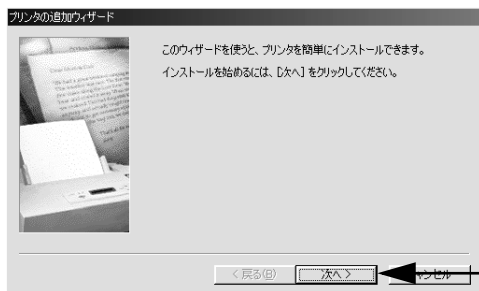 プリンタの追加ウィザード
このウィザードを使うと、プリンタを簡単にインストールできます。
インストールを始めるには、[次へ] をクリックしてください。
< 戻る(B)
次へ >